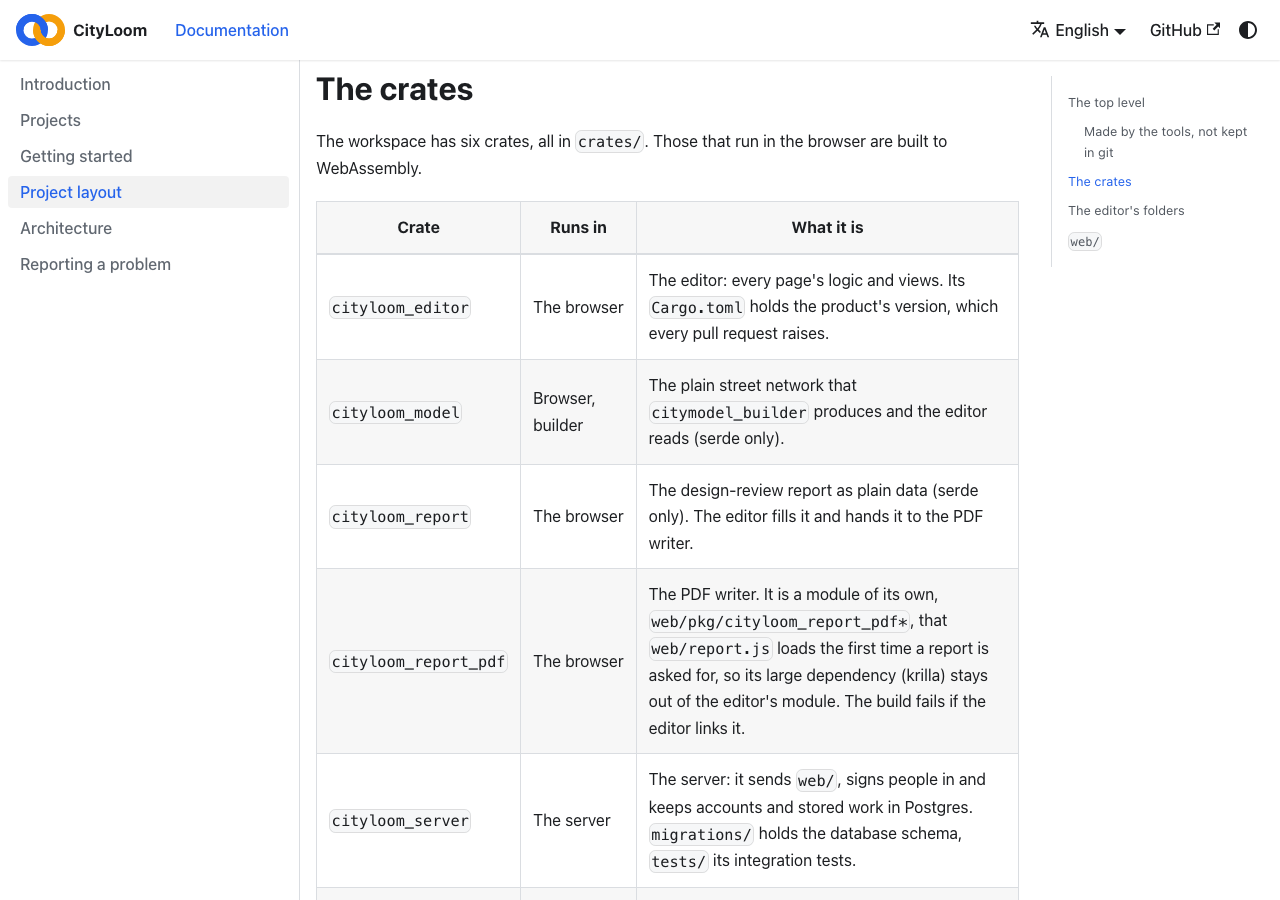 CityLoom
Documentation
English
GitHub
Introduction
Projects
Getting started
Project layout
Architecture
Reporting a problem
The crates
The workspace has six crates, all in crates/. Those that run in the browser are built to
WebAssembly.
Crate
Runs in
What it is
cityloom_editor
The browser
The editor: every page's logic and views. Its
Cargo.toml holds the product's version, which
every pull request raises.
cityloom_model
Browser,
builder
The plain street network that
citymodel_builder produces and the editor
reads (serde only).
cityloom_report
The browser
The design-review report as plain data (serde
only). The editor fills it and hands it to the PDF
writer.
cityloom_report_pdf
The browser
The PDF writer. It is a module of its own,
web/pkg/cityloom_report_pdf*, that
web/report.js loads the first time a report is
asked for, so its large dependency (krilla) stays
out of the editor's module. The build fails if the
editor links it.
cityloom_server
The server
The server: it sends web/, signs people in and
keeps accounts and stored work in Postgres.
migrations/ holds the database schema,
tests/ its integration tests.
The top level
Made by the tools, not kept
in git
The crates
The editor's folders
web/